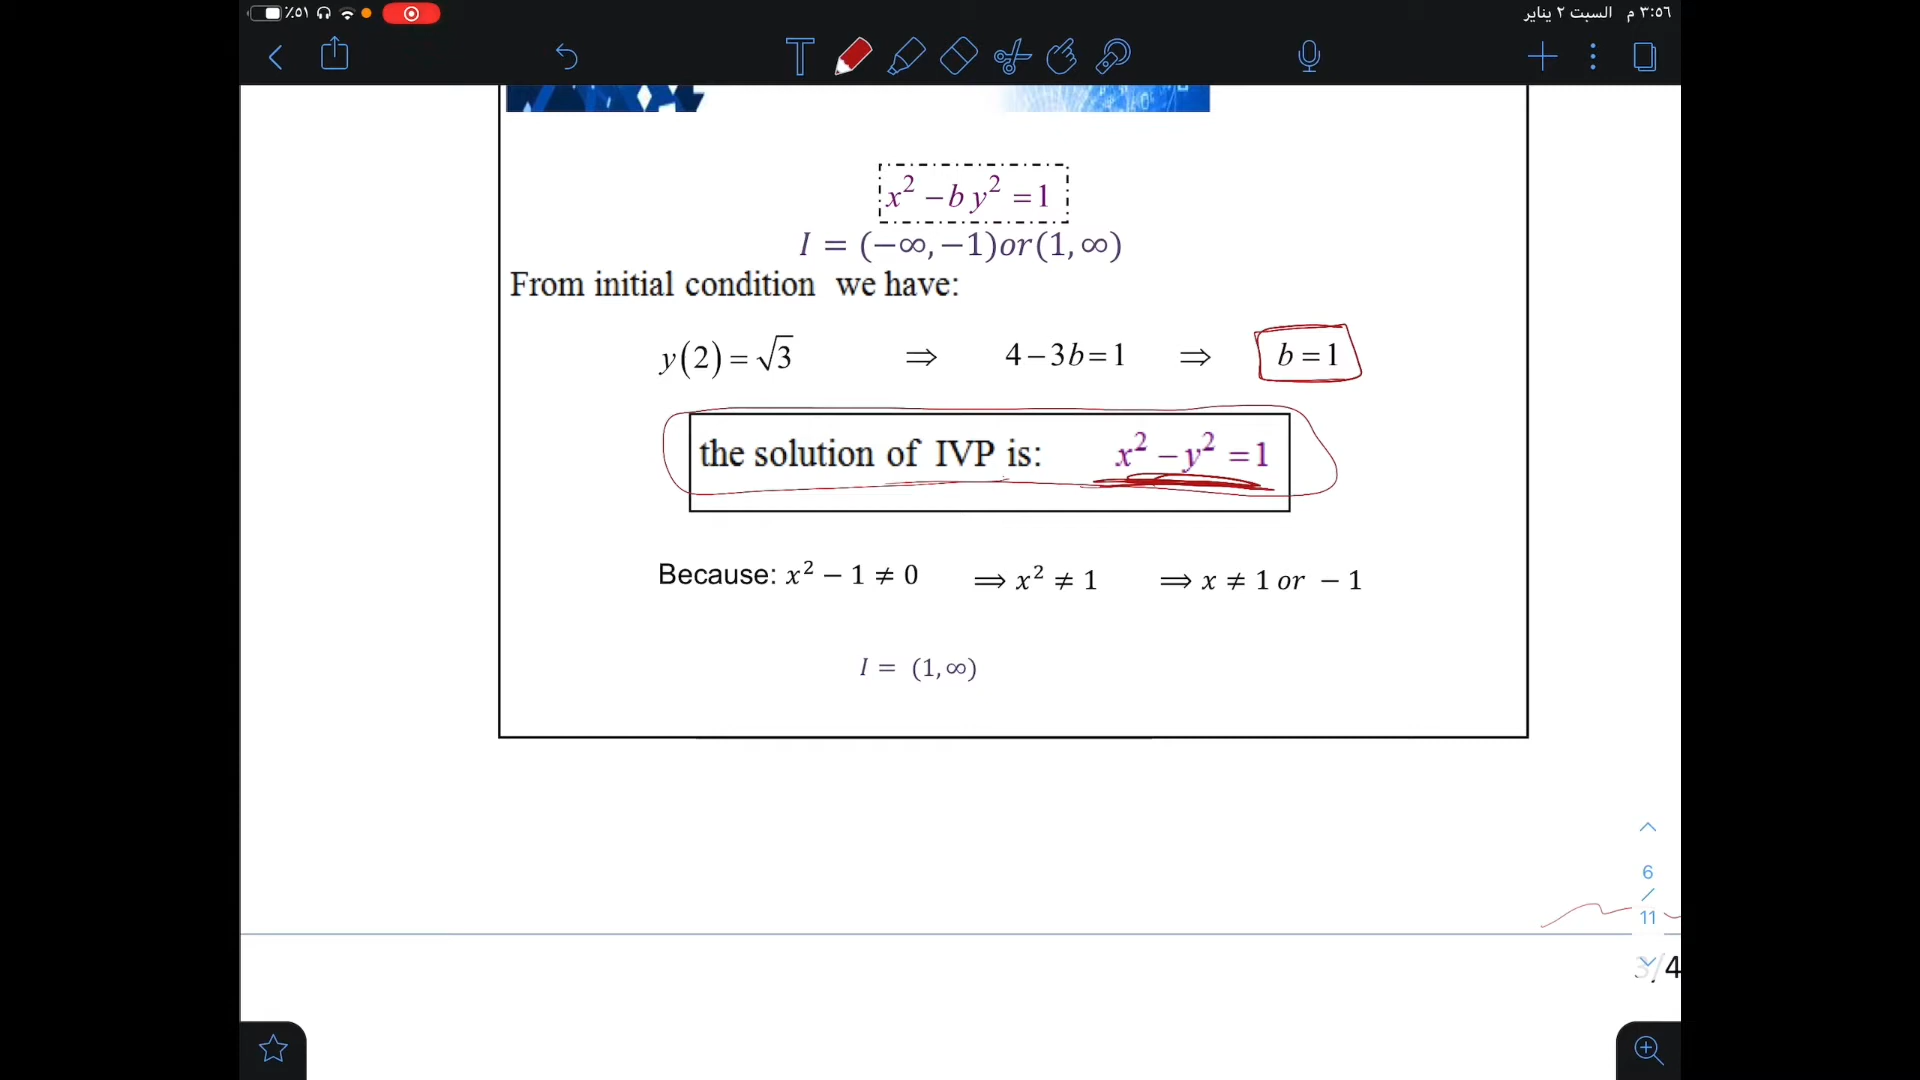 ٪٥١
٣:٥٦ م السبت ٢ يناير
x² − b y² = 1
I = (−∞, −1)or(1, ∞)
From initial condition we have:
y(2) = √3 ⇒ 4 − 3b = 1 ⇒ b = 1
the solution of IVP is: x² − y² = 1
Because: x² − 1 ≠ 0 ⟹ x² ≠ 1 ⟹ x ≠ 1 or − 1
I = (1, ∞)
6
/
11
3/4